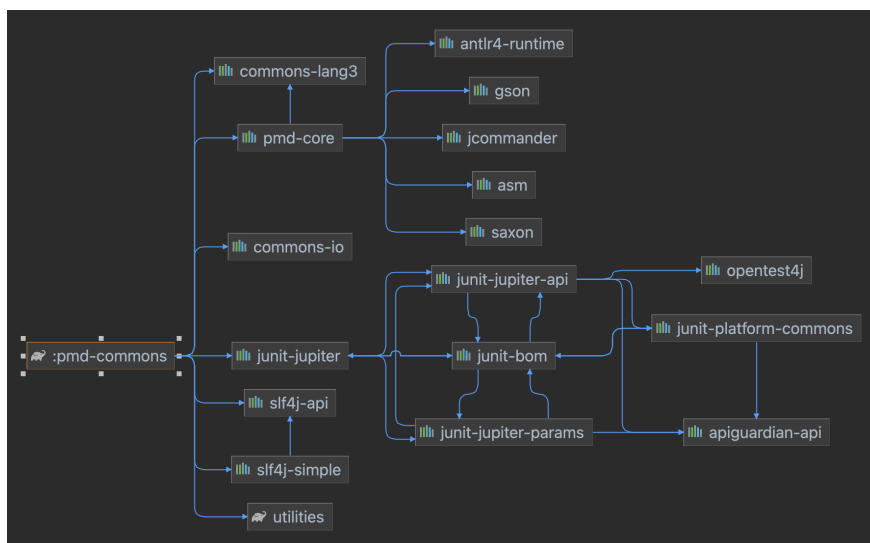 antlr4-runtime
commons-lang3
gson
pmd-core
jcommander
asm
saxon
commons-io
opentest4j
junit-jupiter-api
junit-platform-commons
:pmd-commons
junit-jupiter
junit-bom
slf4j-api
junit-jupiter-params
apiguardian-api
slf4j-simple
utilities